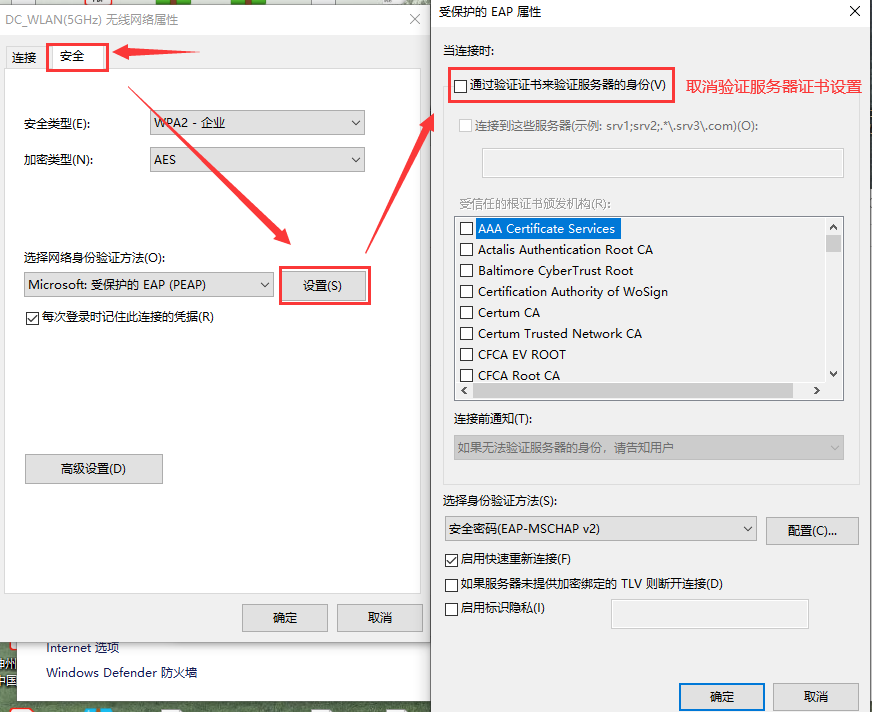 DC_WLAN(5GHz) 无线网络属性
连接
安全
安全类型(E):
WPA2 - 企业
加密类型(N):
AES
选择网络身份验证方法(O):
Microsoft: 受保护的 EAP (PEAP)
设置(S)
每次登录时记住此连接的凭据(R)
高级设置(D)
确定
取消
Internet 选项
Windows Defender 防火墙
受保护的 EAP 属性
当连接时:
通过验证证书来验证服务器的身份(V)
取消验证服务器证书设置
连接到这些服务器(示例: srv1;srv2;.*\.srv3\.com)(O):
受信任的根证书颁发机构(R):
AAA Certificate Services
Actalis Authentication Root CA
Baltimore CyberTrust Root
Certification Authority of WoSign
Certum CA
Certum Trusted Network CA
CFCA EV ROOT
CFCA Root CA
连接前通知(T):
如果无法验证服务器的身份，请告知用户
选择身份验证方法(S):
安全密码(EAP-MSCHAP v2)
配置(C)...
启用快速重新连接(F)
如果服务器未提供加密绑定的 TLV 则断开连接(D)
启用标识隐私(I)
确定
取消